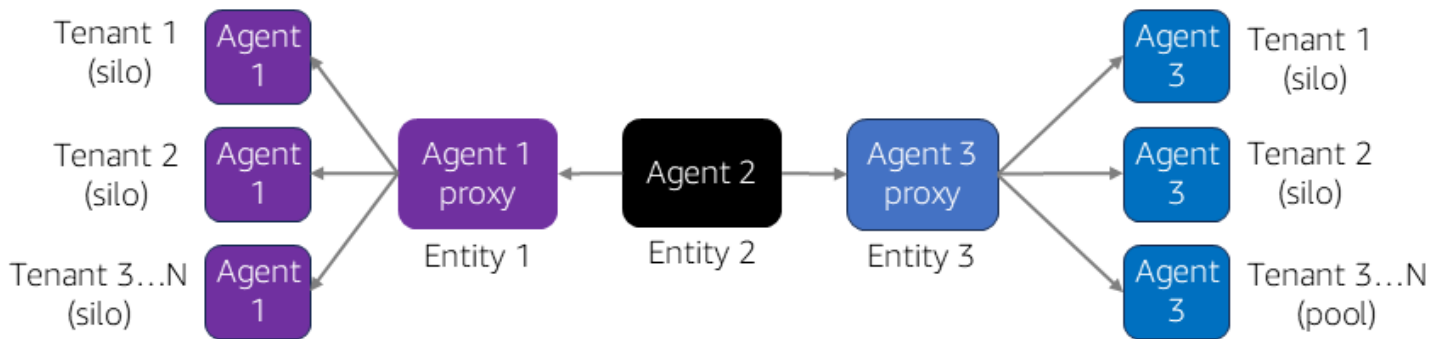 Tenant 1
(silo)
Agent
1
Tenant 2
(silo)
Agent
1
Tenant 3...N
(silo)
Agent
1
Agent 1
proxy
Entity 1
Agent 2
Entity 2
Agent 3
proxy
Entity 3
Agent
3
Tenant 1
(silo)
Agent
3
Tenant 2
(silo)
Agent
3
Tenant 3...N
(pool)